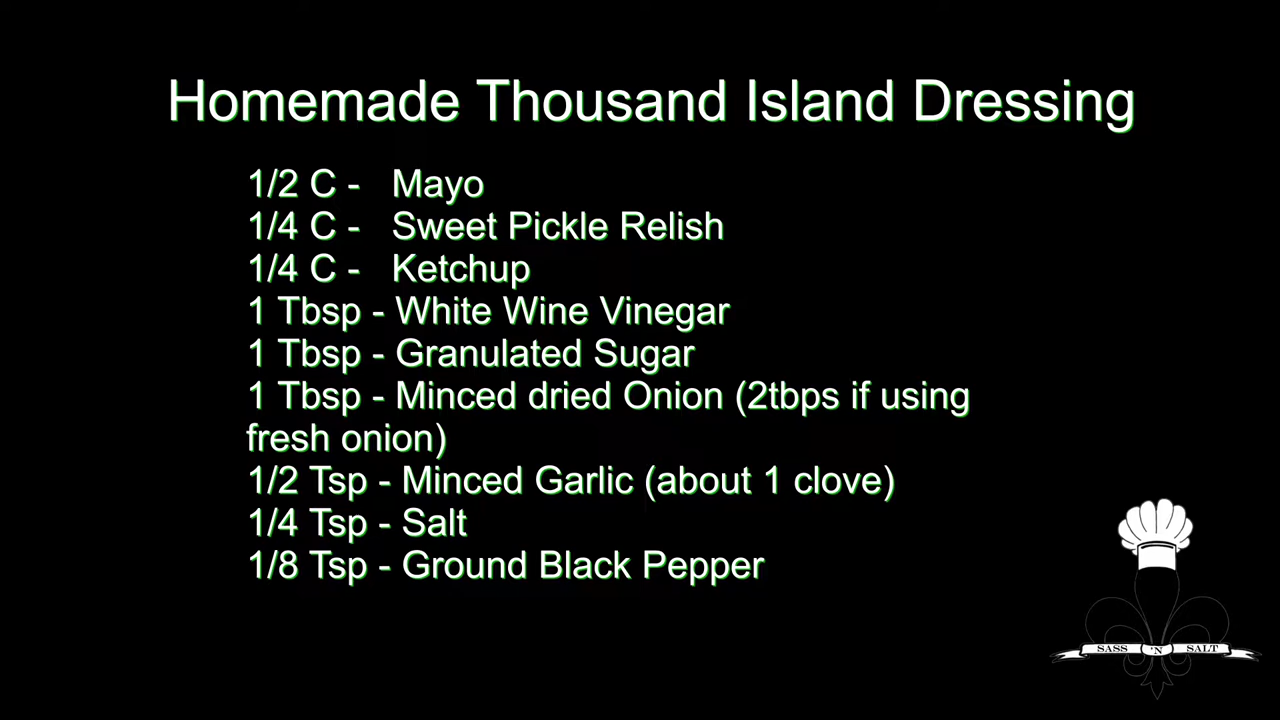 Homemade Thousand Island Dressing
1/2 C - Mayo
1/4 C - Sweet Pickle Relish
1/4 C - Ketchup
1 Tbsp - White Wine Vinegar
1 Tbsp - Granulated Sugar
1 Tbsp - Minced dried Onion (2tbps if using
fresh onion)
1/2 Tsp - Minced Garlic (about 1 clove)
1/4 Tsp - Salt
1/8 Tsp - Ground Black Pepper
SASS 'N SALT